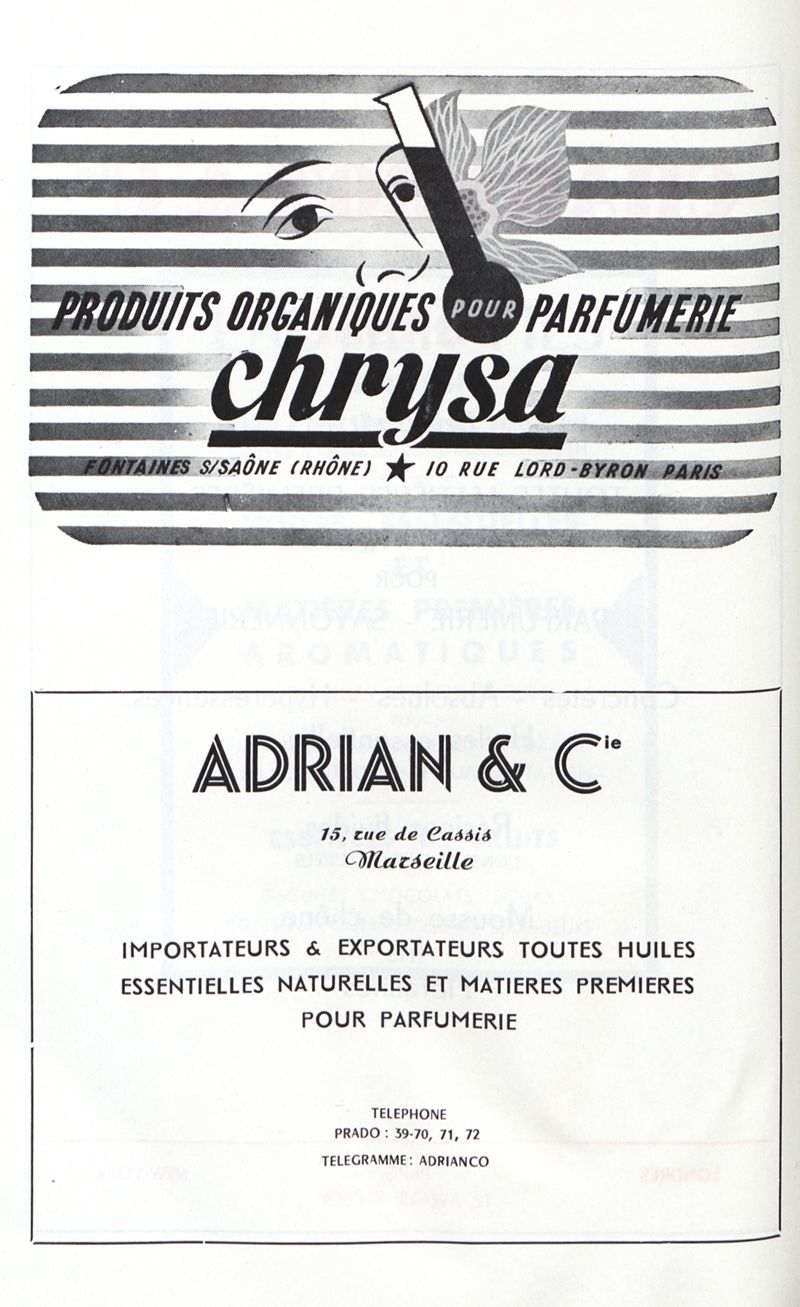 PRODUITS ORGANIQUES POUR PARFUMERIE
chrysa
FONTAINES S/SAÔNE (RHÔNE) ★ 10 RUE LORD-BYRON PARIS
ADRIAN & Cie
15, rue de Cassis
Marseille
IMPORTATEURS & EXPORTATEURS TOUTES HUILES
ESSENTIELLES NATURELLES ET MATIERES PREMIERES
POUR PARFUMERIE
TELEPHONE
PRADO : 39-70, 71, 72
TELEGRAMME : ADRIANCO